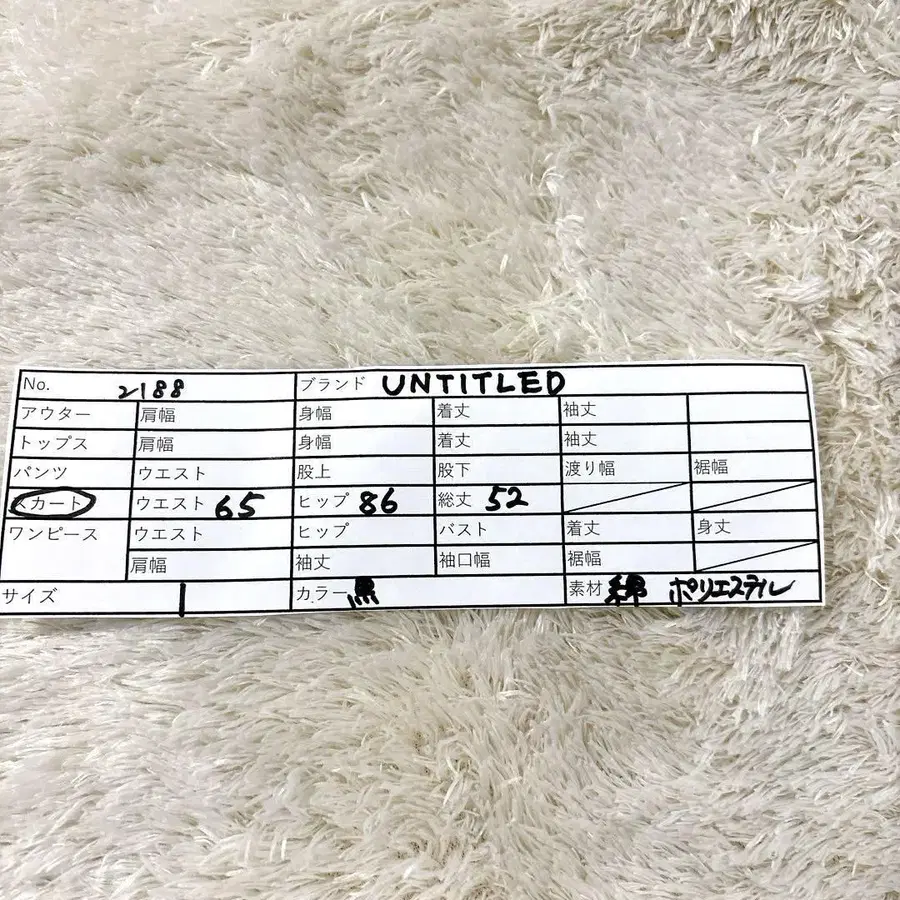 No. 2188 ブランド UNTITLED
アウター 肩幅 身幅 着丈 袖丈
トップス 肩幅 身幅 着丈 袖丈
パンツ ウエスト 股上 股下 渡り幅 裾幅
スカート ウエスト 65 ヒップ 86 総丈 52
ワンピース ウエスト ヒップ バスト 着丈 身丈
肩幅 袖丈 袖口幅 裾幅
サイズ 1 カラー 黒 素材 綿 ポリエステル